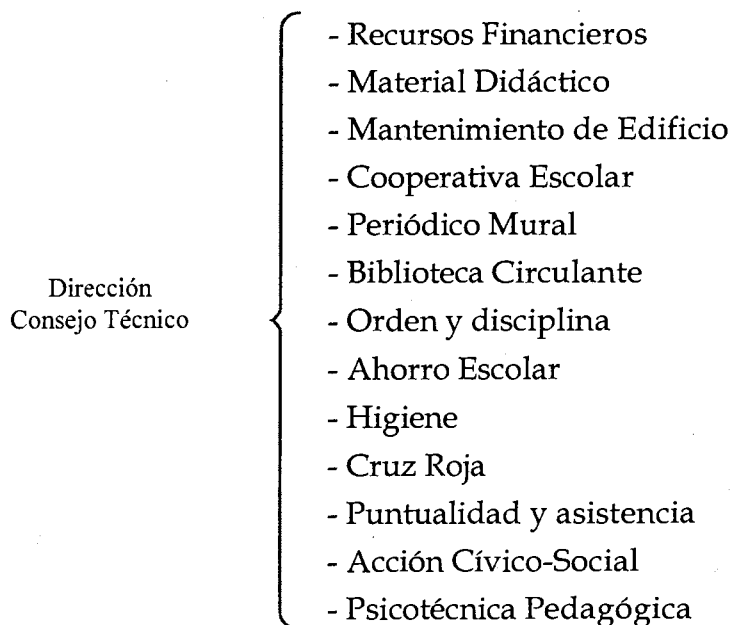 Dirección
Consejo Técnico
- Recursos Financieros
- Material Didáctico
- Mantenimiento de Edificio
- Cooperativa Escolar
- Periódico Mural
- Biblioteca Circulante
- Orden y disciplina
- Ahorro Escolar
- Higiene
- Cruz Roja
- Puntualidad y asistencia
- Acción Cívico-Social
- Psicotécnica Pedagógica